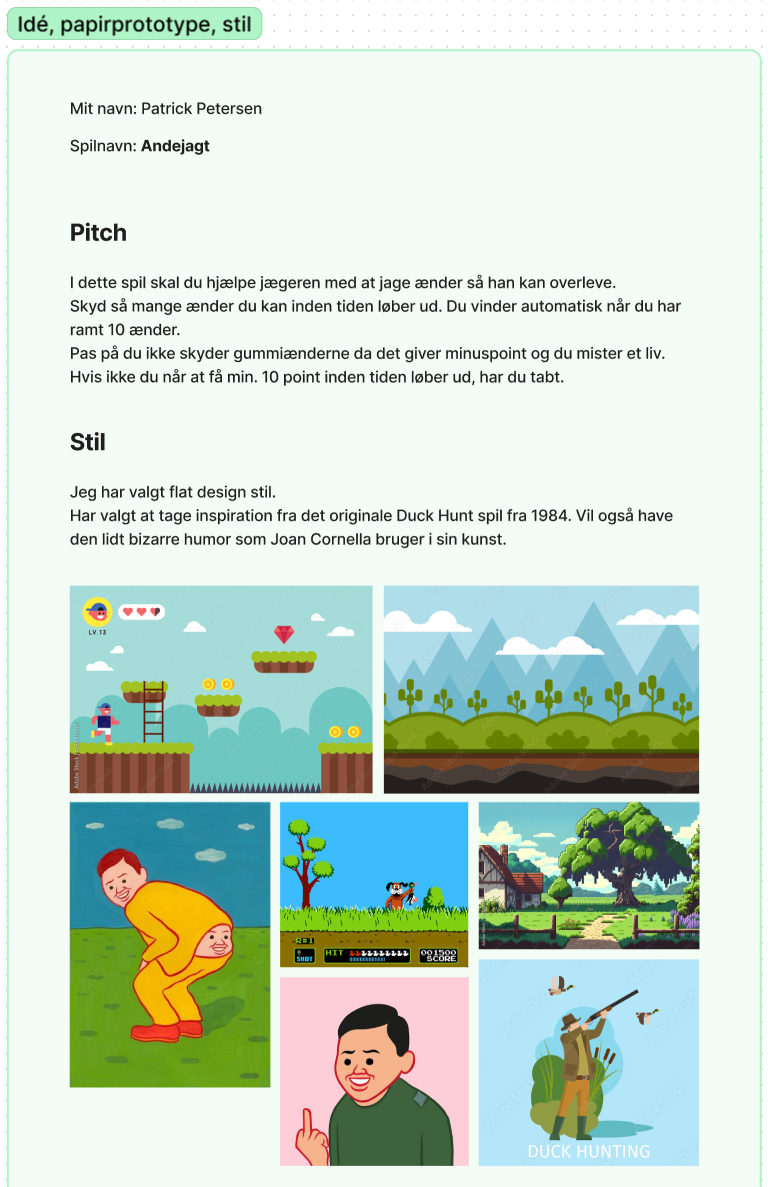 Idé, papirprototype, stil
Mit navn: Patrick Petersen
Spilnavn: Andejagt
Pitch
I dette spil skal du hjælpe jægeren med at jage ænder så han kan overleve.
Skyd så mange ænder du kan inden tiden løber ud. Du vinder automatisk når du har
ramt 10 ænder.
Pas på du ikke skyder gummiænderne da det giver minuspoint og du mister et liv.
Hvis ikke du når at få min. 10 point inden tiden løber ud, har du tabt.
Stil
Jeg har valgt flat design stil.
Har valgt at tage inspiration fra det originale Duck Hunt spil fra 1984. Vil også have
den lidt bizarre humor som Joan Cornella bruger i sin kunst.
LV.13
R=1
SHOT
HIT
001500
SCORE
DUCK HUNTING